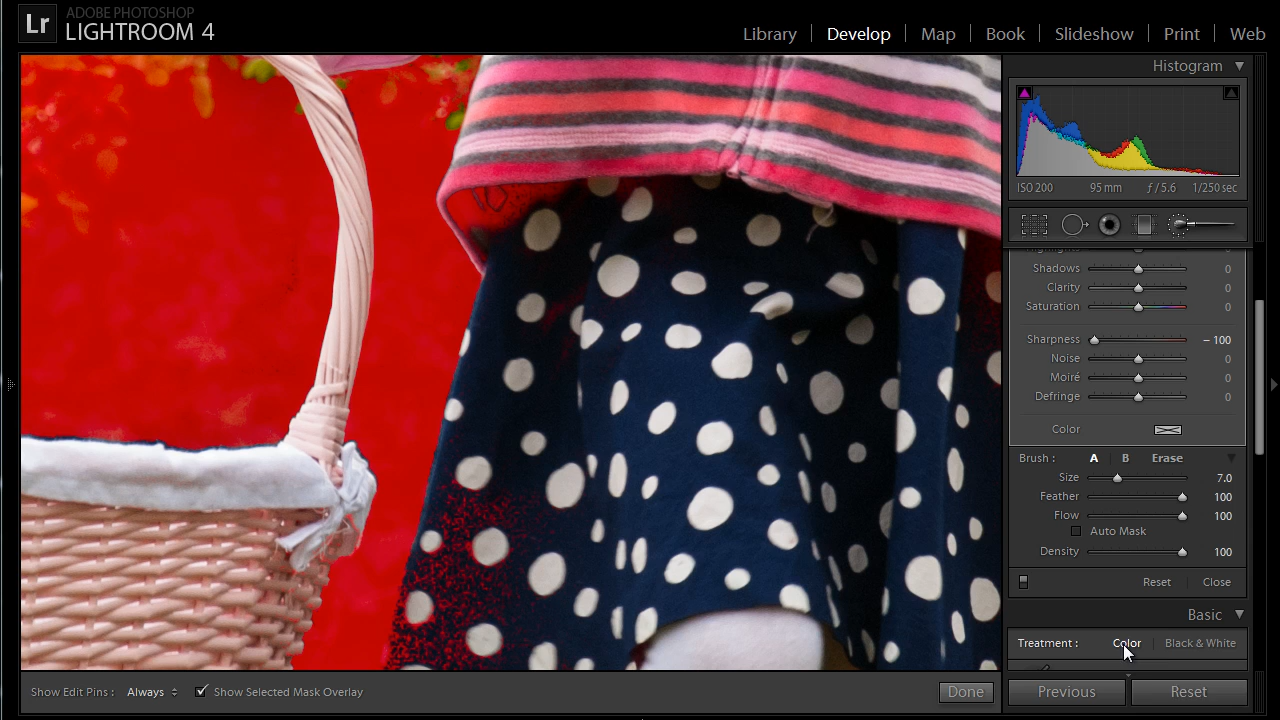 Lr
ADOBE PHOTOSHOP
LIGHTROOM 4
Library | Develop | Map | Book | Slideshow | Print | Web
Histogram
ISO 200 95 mm ƒ / 5.6 1/250 sec
Shadows 0
Clarity 0
Saturation 0
Sharpness – 100
Noise 0
Moiré 0
Defringe 0
Color
Brush : A B Erase
Size 7.0
Feather 100
Flow 100
Auto Mask
Density 100
Reset Close
Basic
Treatment : Color Black & White
Show Edit Pins : Always Show Selected Mask Overlay Done
Previous Reset